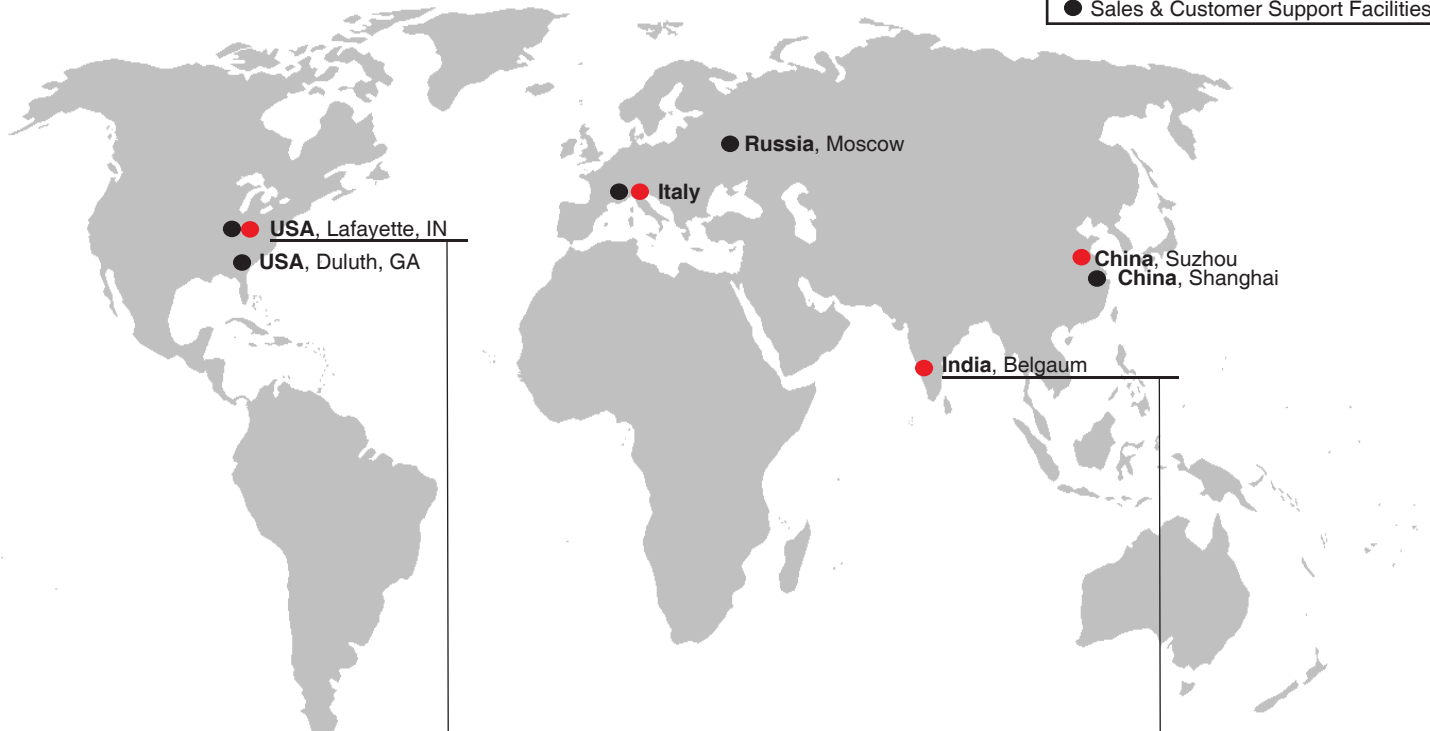 Sales & Customer Support Facilities
Russia, Moscow
Italy
USA, Lafayette, IN
USA, Duluth, GA
China, Suzhou
China, Shanghai
India, Belgaum